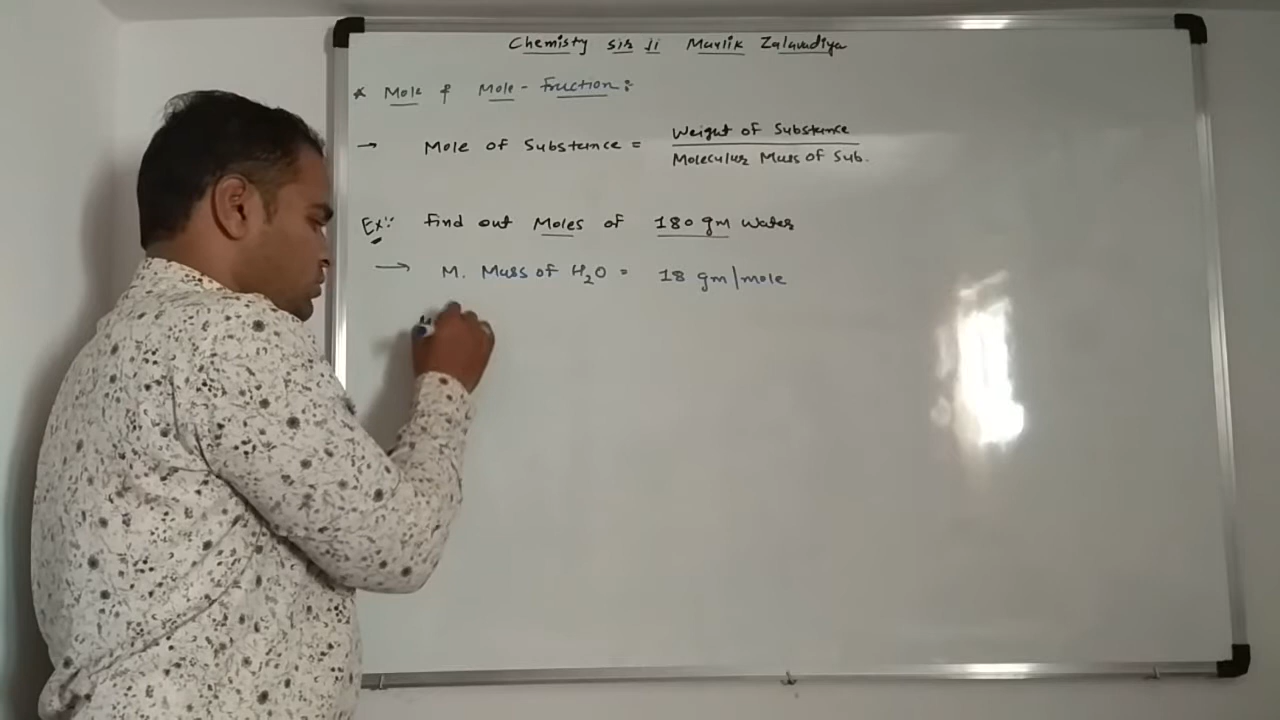 Chemisty sir ji Maulik Zalavadiya
* Mole & Mole - fraction :
→ Mole of Substance = Weight of Substance
Molecular Mass of Sub.
Ex:- find out Moles of 180 gm water
→ M. Mass of H₂O = 18 gm/mole